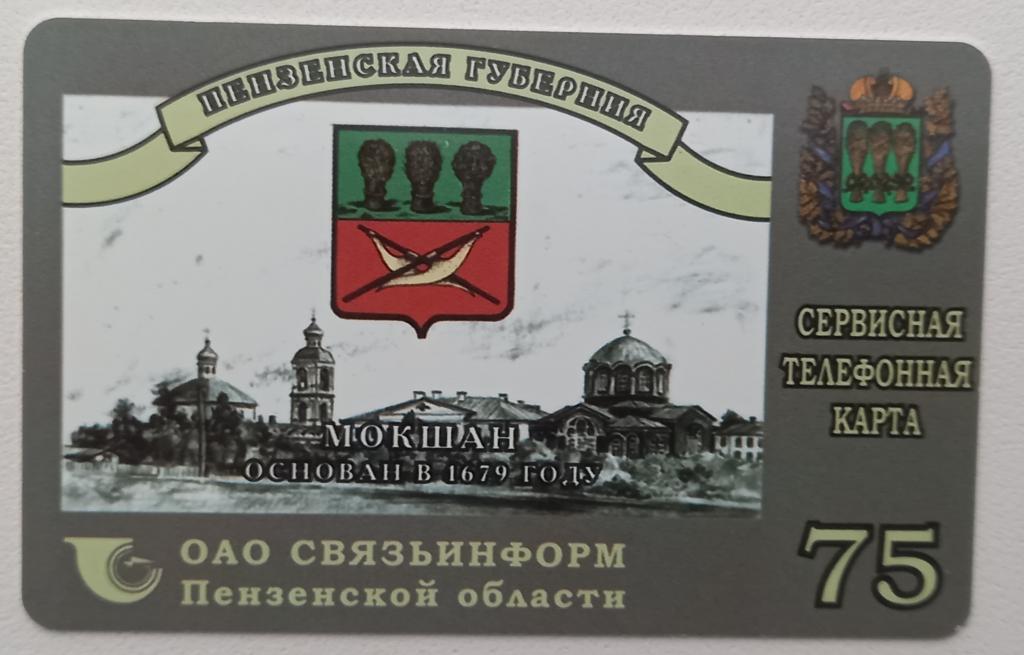 ПЕНЗЕНСКАЯ ГУБЕРНИЯ
МОКШАН
ОСНОВАН В 1679 ГОДУ
СЕРВИСНАЯ
ТЕЛЕФОННАЯ
КАРТА
ОАО СВЯЗЬИНФОРМ
Пензенской области
75